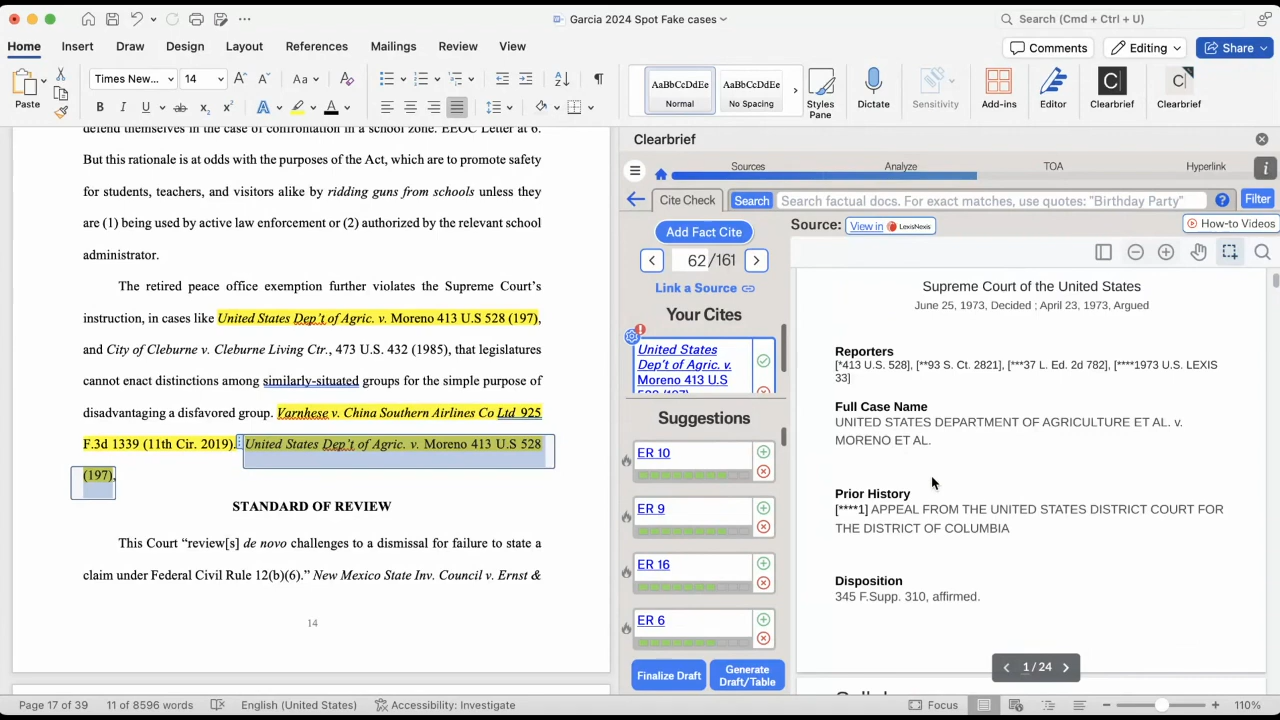 Garcia 2024 Spot Fake cases
Search (Cmd + Ctrl + U)
Home Insert Draw Design Layout References Mailings Review View
Comments Editing Share
Paste
Times New... 14 Aa
B I U ab x₂ x² A A
AaBbCcDdEe
Normal
AaBbCcDdEe
No Spacing
Styles
Pane
Dictate
Sensitivity
Add-ins
Editor
Clearbrief
Clearbrief
defend themselves in the case of confrontation in a school zone. EEOC Letter at 6.
But this rationale is at odds with the purposes of the Act, which are to promote safety
for students, teachers, and visitors alike by ridding guns from schools unless they
are (1) being used by active law enforcement or (2) authorized by the relevant school
administrator.
The retired peace office exemption further violates the Supreme Court's
instruction, in cases like United States Dep't of Agric. v. Moreno 413 U.S 528 (197),
and City of Cleburne v. Cleburne Living Ctr., 473 U.S. 432 (1985), that legislatures
cannot enact distinctions among similarly-situated groups for the simple purpose of
disadvantaging a disfavored group. Varnhese v. China Southern Airlines Co Ltd 925
F.3d 1339 (11th Cir. 2019). United States Dep't of Agric. v. Moreno 413 U.S 528
(197),
STANDARD OF REVIEW
This Court “review[s] de novo challenges to a dismissal for failure to state a
claim under Federal Civil Rule 12(b)(6).” New Mexico State Inv. Council v. Ernst &
14
Clearbrief
Sources Analyze TOA Hyperlink
Cite Check Search Search factual docs. For exact matches, use quotes: "Birthday Party" ? Filter
Add Fact Cite
62/161
Link a Source
Your Cites
United States
Dep't of Agric. v.
Moreno 413 U.S
528 (197)
Suggestions
ER 10
ER 9
ER 16
ER 6
Finalize Draft
Generate
Draft/Table
Source: View in LexisNexis
How-to Videos
Supreme Court of the United States
June 25, 1973, Decided ; April 23, 1973, Argued
Reporters
[*413 U.S. 528], [**93 S. Ct. 2821], [***37 L. Ed. 2d 782], [****1973 U.S. LEXIS
33]
Full Case Name
UNITED STATES DEPARTMENT OF AGRICULTURE ET AL. v.
MORENO ET AL.
Prior History
[****1] APPEAL FROM THE UNITED STATES DISTRICT COURT FOR
THE DISTRICT OF COLUMBIA
Disposition
345 F.Supp. 310, affirmed.
1/24
Page 17 of 39 11 of 8596 words English (United States) Accessibility: Investigate Focus 110%